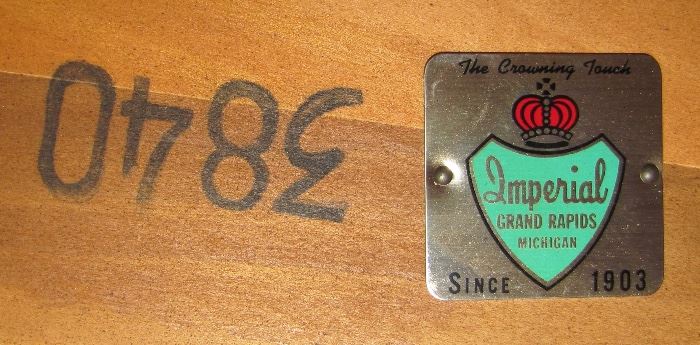 3840
The Crowning Touch
Imperial
GRAND RAPIDS
MICHIGAN
SINCE 1903